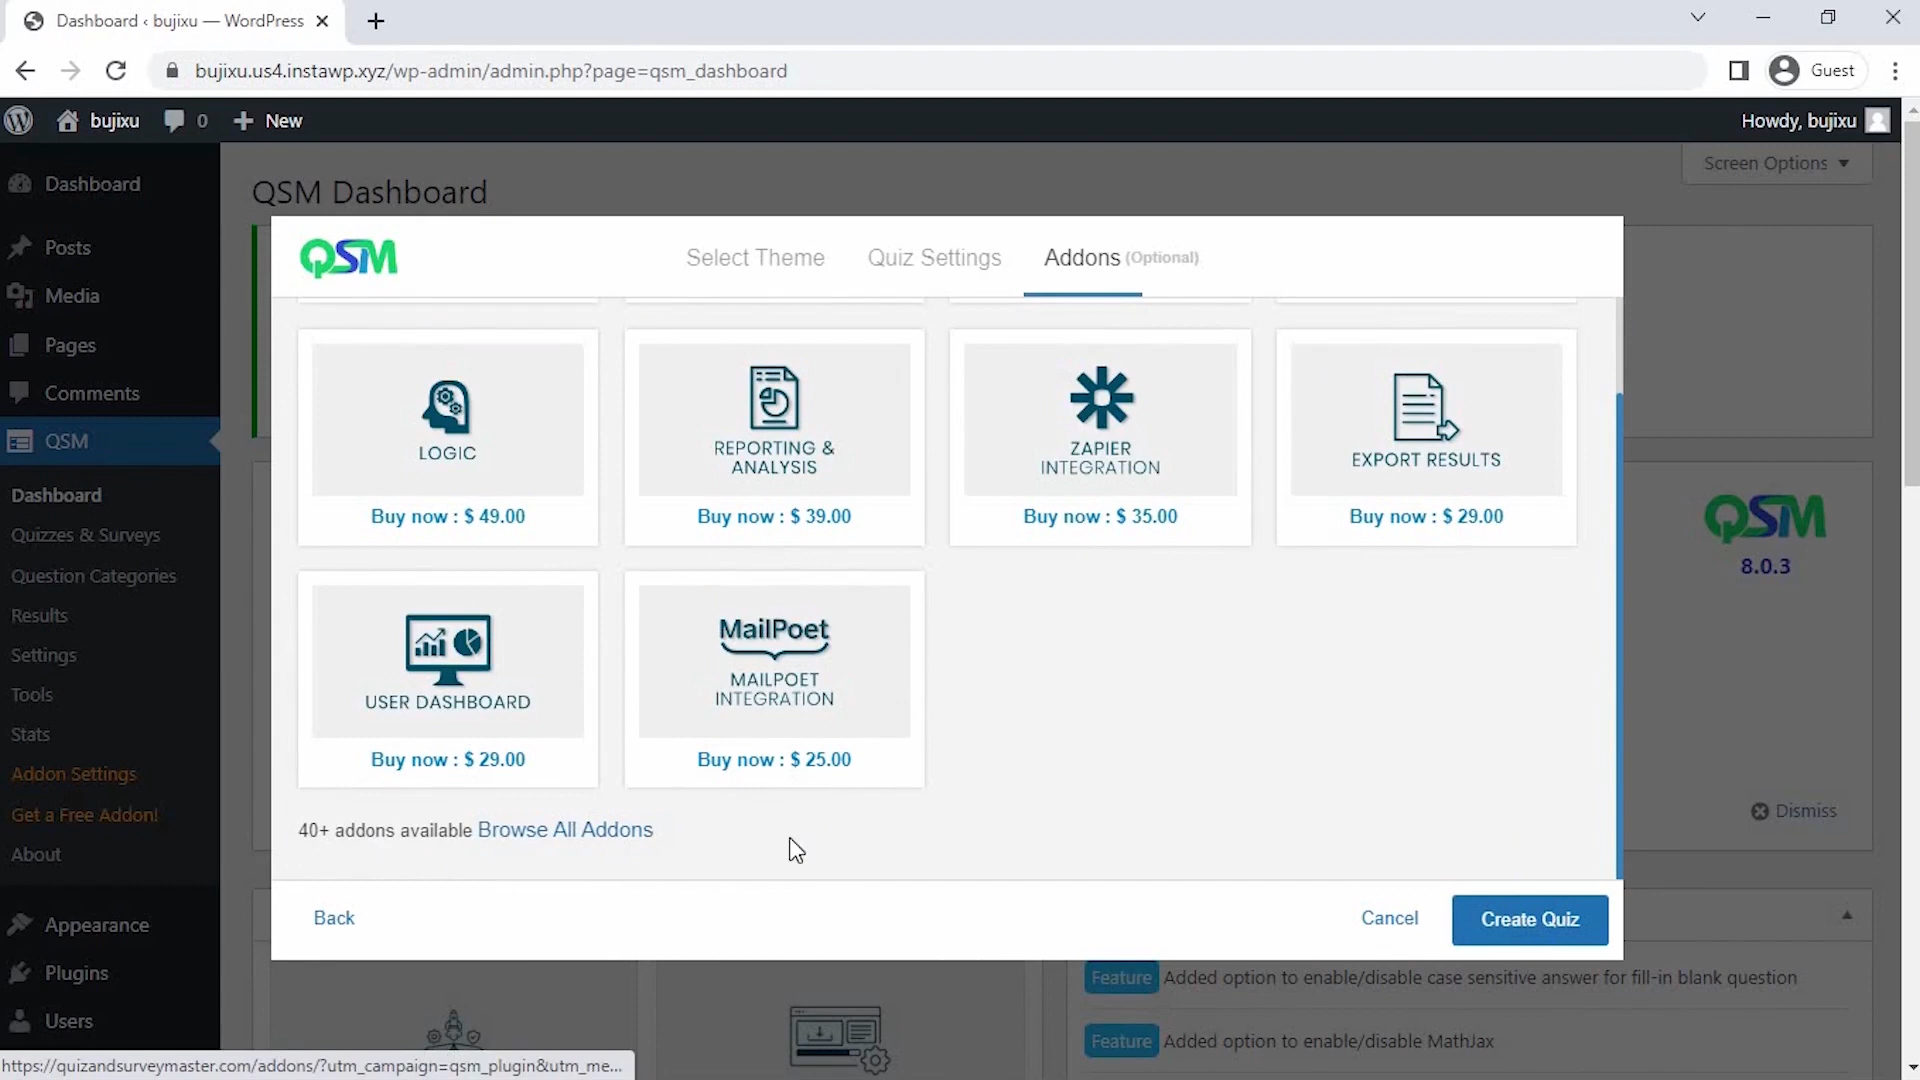 Dashboard ‹ bujixu — WordPress
bujixu.us4.instawp.xyz/wp-admin/admin.php?page=qsm_dashboard
Guest
bujixu
0
New
Howdy, bujixu
Screen Options
Dashboard
Posts
Media
Pages
Comments
QSM
Dashboard
Quizzes & Surveys
Question Categories
Results
Settings
Tools
Stats
Addon Settings
Get a Free Addon!
About
Appearance
Plugins
Users
QSM Dashboard
QSM
Select Theme
Quiz Settings
Addons (Optional)
LOGIC
Buy now : $ 49.00
REPORTING &
ANALYSIS
Buy now : $ 39.00
ZAPIER
INTEGRATION
Buy now : $ 35.00
EXPORT RESULTS
Buy now : $ 29.00
USER DASHBOARD
Buy now : $ 29.00
MailPoet
MAILPOET
INTEGRATION
Buy now : $ 25.00
40+ addons available Browse All Addons
Back
Cancel
Create Quiz
QSM
8.0.3
Dismiss
Feature Added option to enable/disable case sensitive answer for fill-in blank question
Feature Added option to enable/disable MathJax
https://quizandsurveymaster.com/addons/?utm_campaign=qsm_plugin&utm_me...